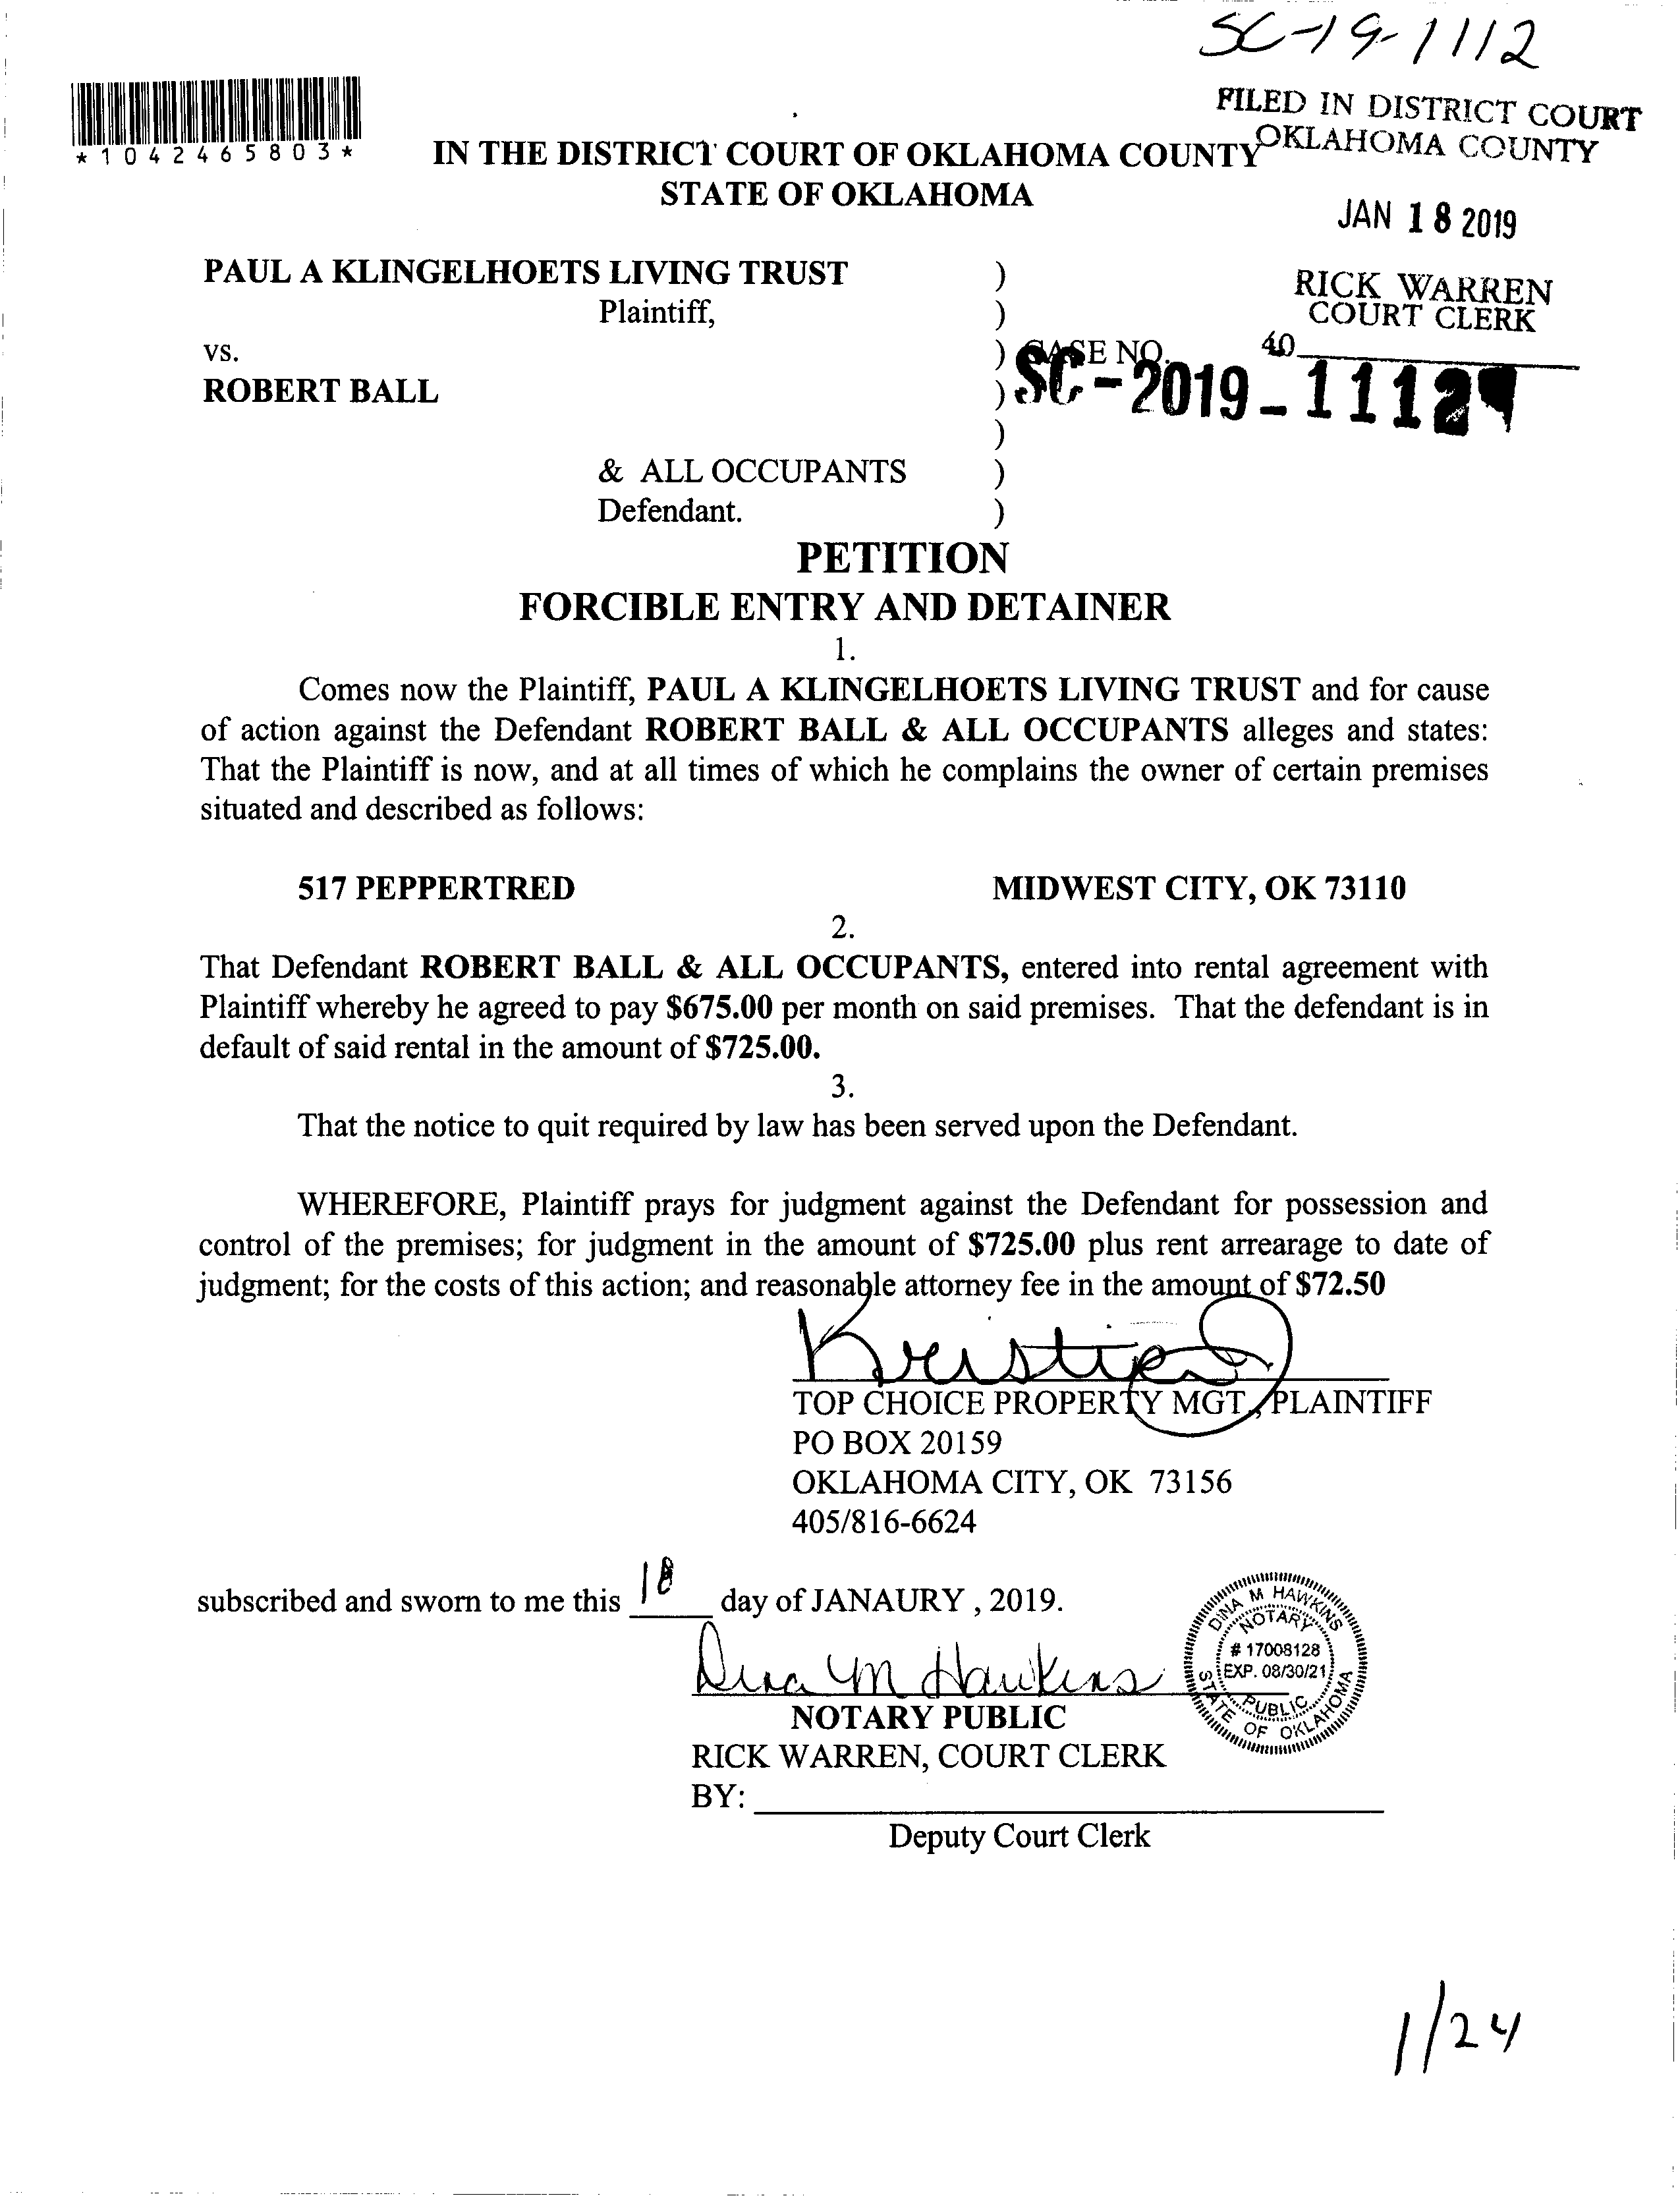 SC-19-1112
FILED IN DISTRICT COURT
OKLAHOMA COUNTY
*1042465803*
IN THE DISTRICT COURT OF OKLAHOMA COUNTY
STATE OF OKLAHOMA
JAN 18 2019
PAUL A KLINGELHOETS LIVING TRUST )
Plaintiff, )
RICK WARREN
COURT CLERK
vs. ) CASE NO.
40
ROBERT BALL ) SC-2019-1112
)
& ALL OCCUPANTS )
Defendant. )
PETITION
FORCIBLE ENTRY AND DETAINER
1.
Comes now the Plaintiff, PAUL A KLINGELHOETS LIVING TRUST and for cause
of action against the Defendant ROBERT BALL & ALL OCCUPANTS alleges and states:
That the Plaintiff is now, and at all times of which he complains the owner of certain premises
situated and described as follows:
517 PEPPERTRED MIDWEST CITY, OK 73110
2.
That Defendant ROBERT BALL & ALL OCCUPANTS, entered into rental agreement with
Plaintiff whereby he agreed to pay $675.00 per month on said premises. That the defendant is in
default of said rental in the amount of $725.00.
3.
That the notice to quit required by law has been served upon the Defendant.
WHEREFORE, Plaintiff prays for judgment against the Defendant for possession and
control of the premises; for judgment in the amount of $725.00 plus rent arrearage to date of
judgment; for the costs of this action; and reasonable attorney fee in the amount of $72.50
TOP CHOICE PROPERTY MGT., PLAINTIFF
PO BOX 20159
OKLAHOMA CITY, OK 73156
405/816-6624
subscribed and sworn to me this 18 day of JANAURY , 2019.
Dina M Hawkins
DINA M HAWKINS
NOTARY
# 17008128
EXP. 08/30/21
PUBLIC
STATE OF OKLAHOMA
NOTARY PUBLIC
RICK WARREN, COURT CLERK
BY:
Deputy Court Clerk
1/24